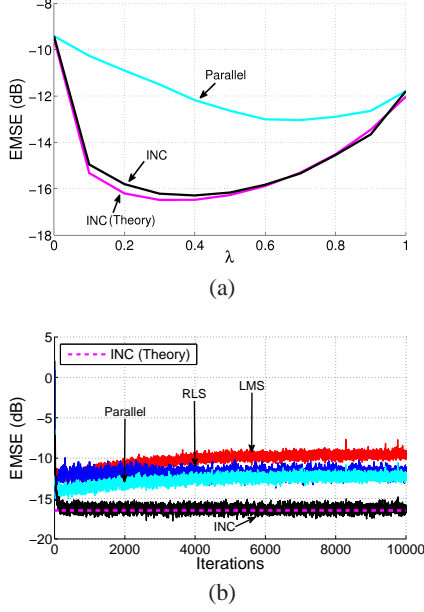 −8
−10
−12
−14
−16
−18
EMSE (dB)
Parallel
INC
INC (Theory)
0
0.2
0.4
0.6
0.8
1
λ
(a)
5
0
−5
−10
−15
−20
EMSE (dB)
INC (Theory)
Parallel
RLS
LMS
INC
0
2000
4000
6000
8000
10000
Iterations
(b)